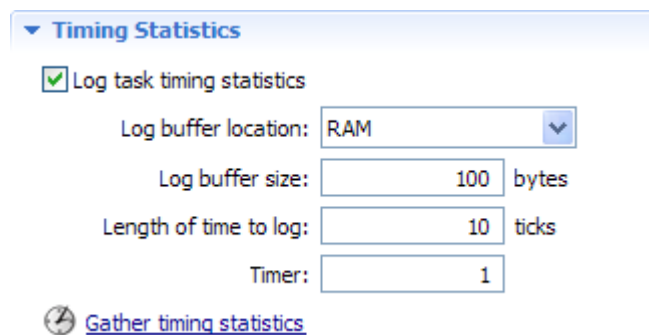 Timing Statistics
Log task timing statistics
Log buffer location: RAM
Log buffer size: 100 bytes
Length of time to log: 10 ticks
Timer: 1
Gather timing statistics